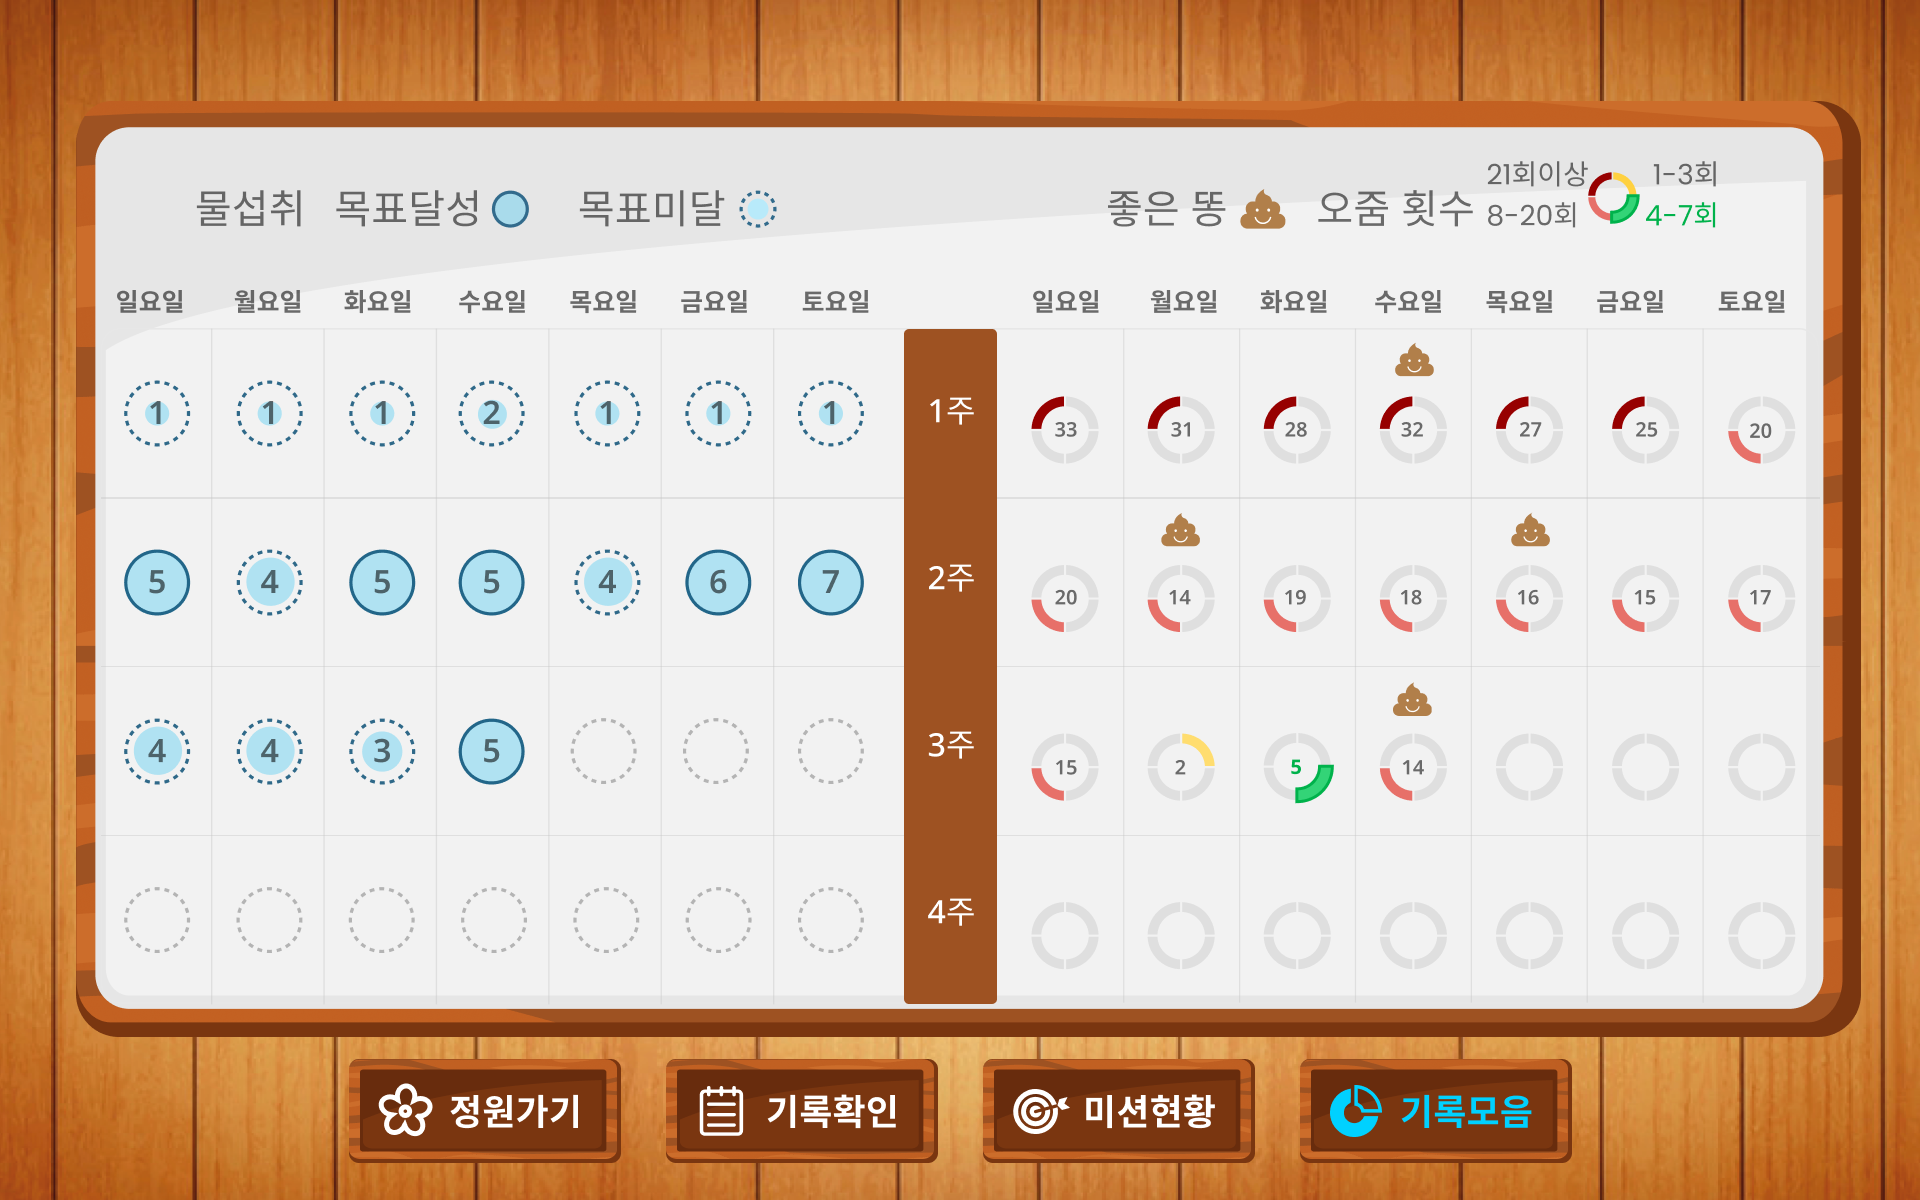 물섭취 목표달성 목표미달
좋은 똥 오줌 횟수 21회이상 1-3회
8-20회 4-7회
일요일 월요일 화요일 수요일 목요일 금요일 토요일 일요일 월요일 화요일 수요일 목요일 금요일 토요일
1 1 1 2 1 1 1 1주 33 31 28 32 27 25 20
5 4 5 5 4 6 7 2주 20 14 19 18 16 15 17
4 4 3 5 3주 15 2 5 14
4주
정원가기 기록확인 미션현황 기록모음